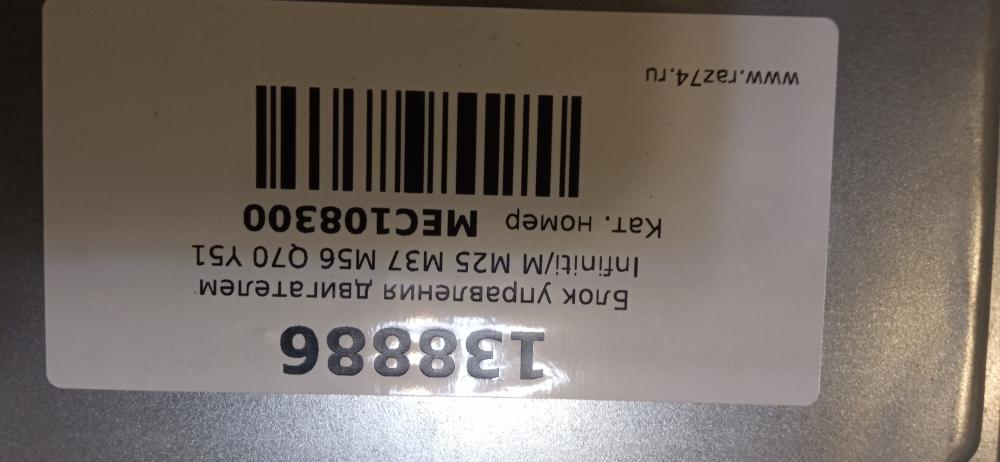 138886
Блок управления двигателем
Infiniti/M M25 M37 M56 Q70 Y51
Кат. номер MEC108300
www.raz74.ru